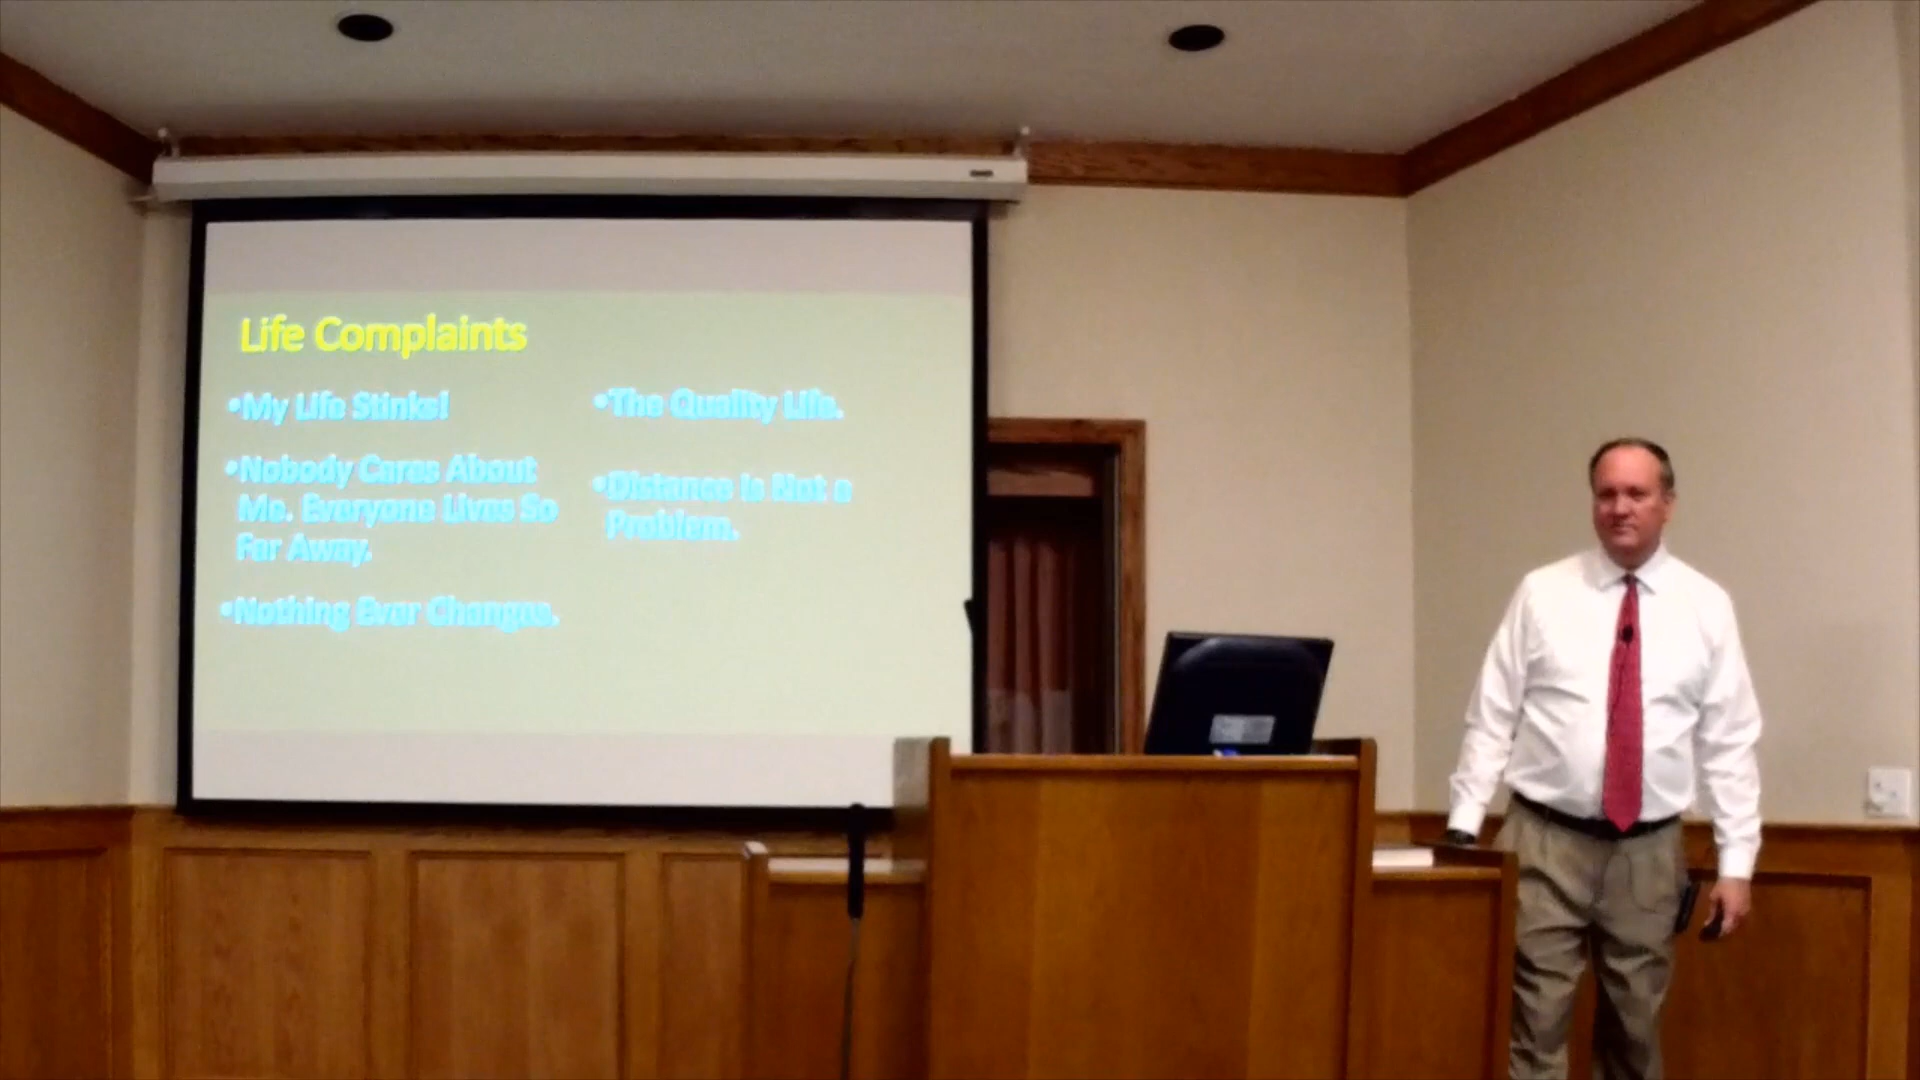 Life Complaints
•My Life Stinks!
•Nobody Cares About
Me. Everyone Lives So
Far Away.
•Nothing Ever Changes.
•The Quality Life.
•Distance Is Not a
Problem.